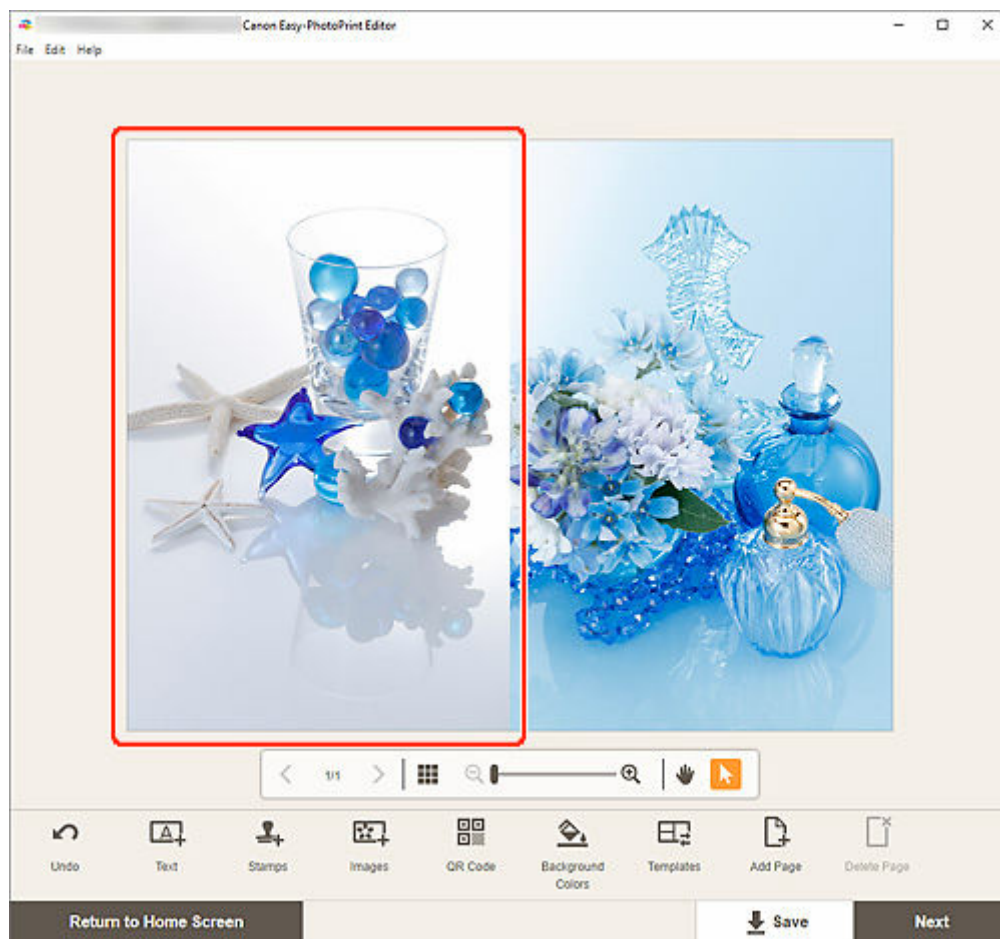 Canon Easy-PhotoPrint Editor
File Edit Help
1/1
Undo
Text
Stamps
Images
QR Code
Background
Colors
Templates
Add Page
Delete Page
Return to Home Screen
Save
Next